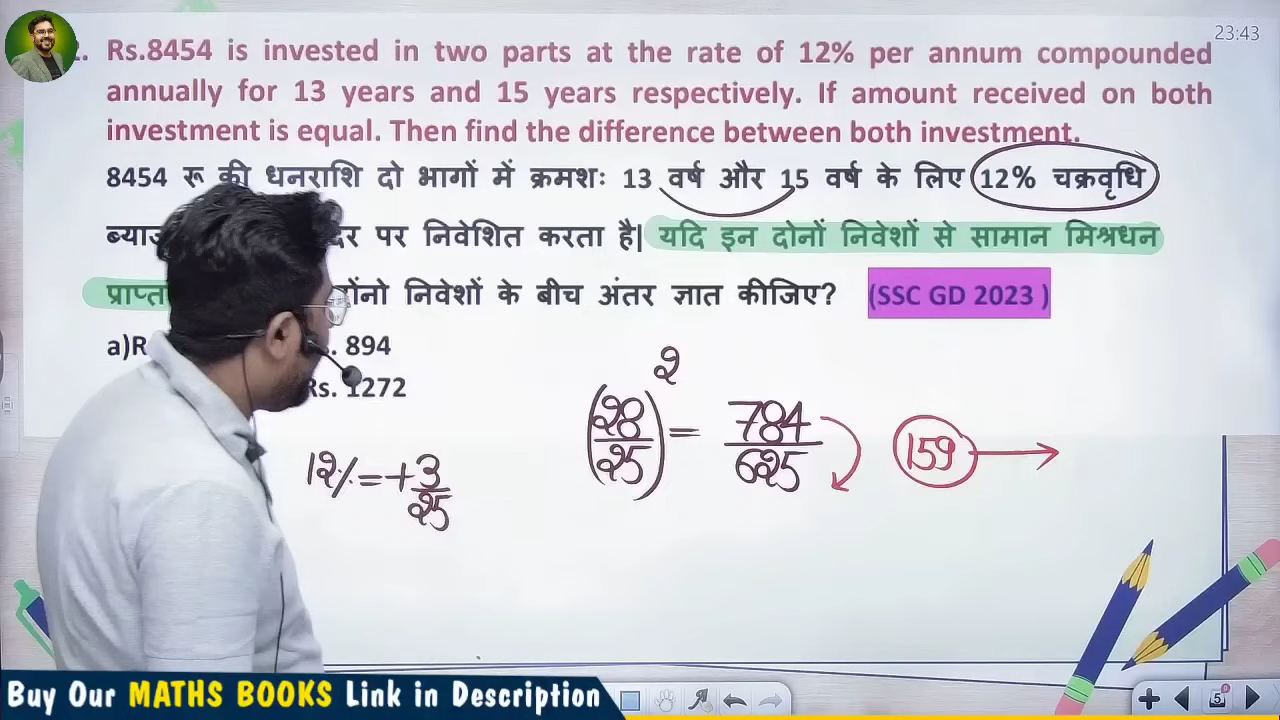 23:43
Rs.8454 is invested in two parts at the rate of 12% per annum compounded
annually for 13 years and 15 years respectively. If amount received on both
investment is equal. Then find the difference between both investment.
8454 रू की धनराशि दो भागों में क्रमशः 13 वर्ष और 15 वर्ष के लिए 12% चक्रवृधि
दर पर निवेशित करता है| यदि इन दोनों निवेशों से सामान मिश्रधन
प्राप्त निवेशों के बीच अंतर ज्ञात कीजिए? (SSC GD 2023 )
a) 894
Rs. 1272
(28/25)² = 784/625 159
12% = +3/25
Buy Our MATHS BOOKS Link in Description